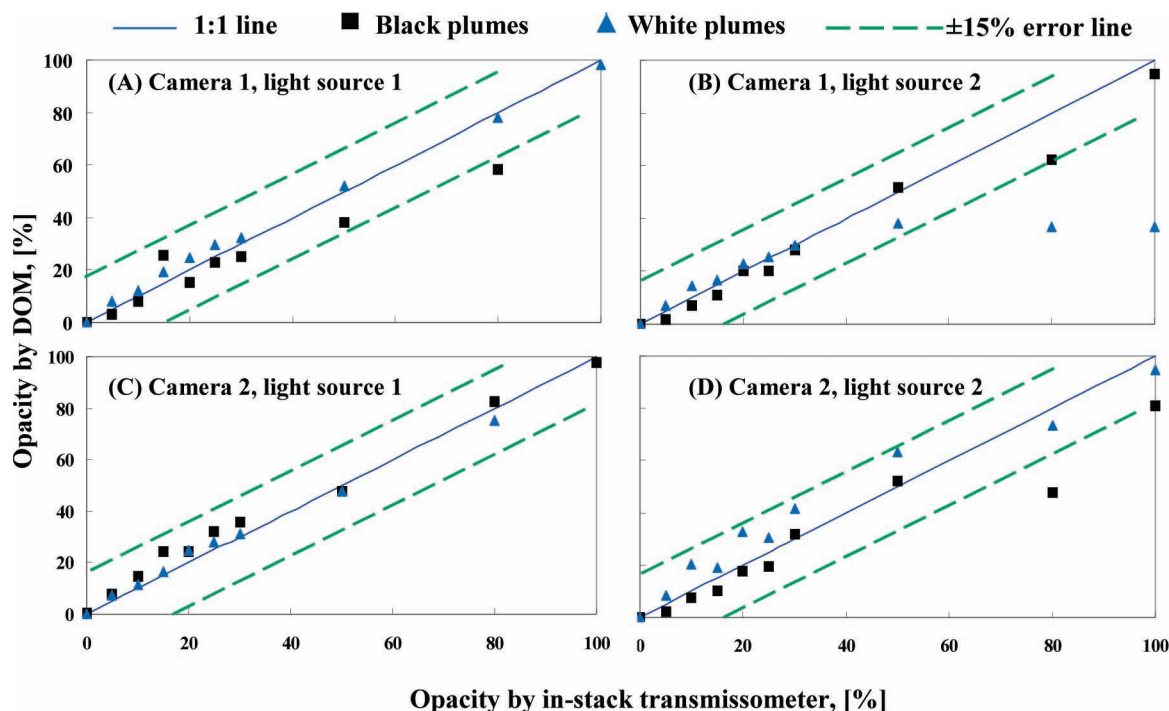 1:1 line Black plumes White plumes ±15% error line
(A) Camera 1, light source 1
(B) Camera 1, light source 2
100
80
60
40
20
0
(C) Camera 2, light source 1
(D) Camera 2, light source 2
100
80
60
40
20
0
0 20 40 60 80 100
0 20 40 60 80 100
Opacity by DOM, [%]
Opacity by in-stack transmissometer, [%]